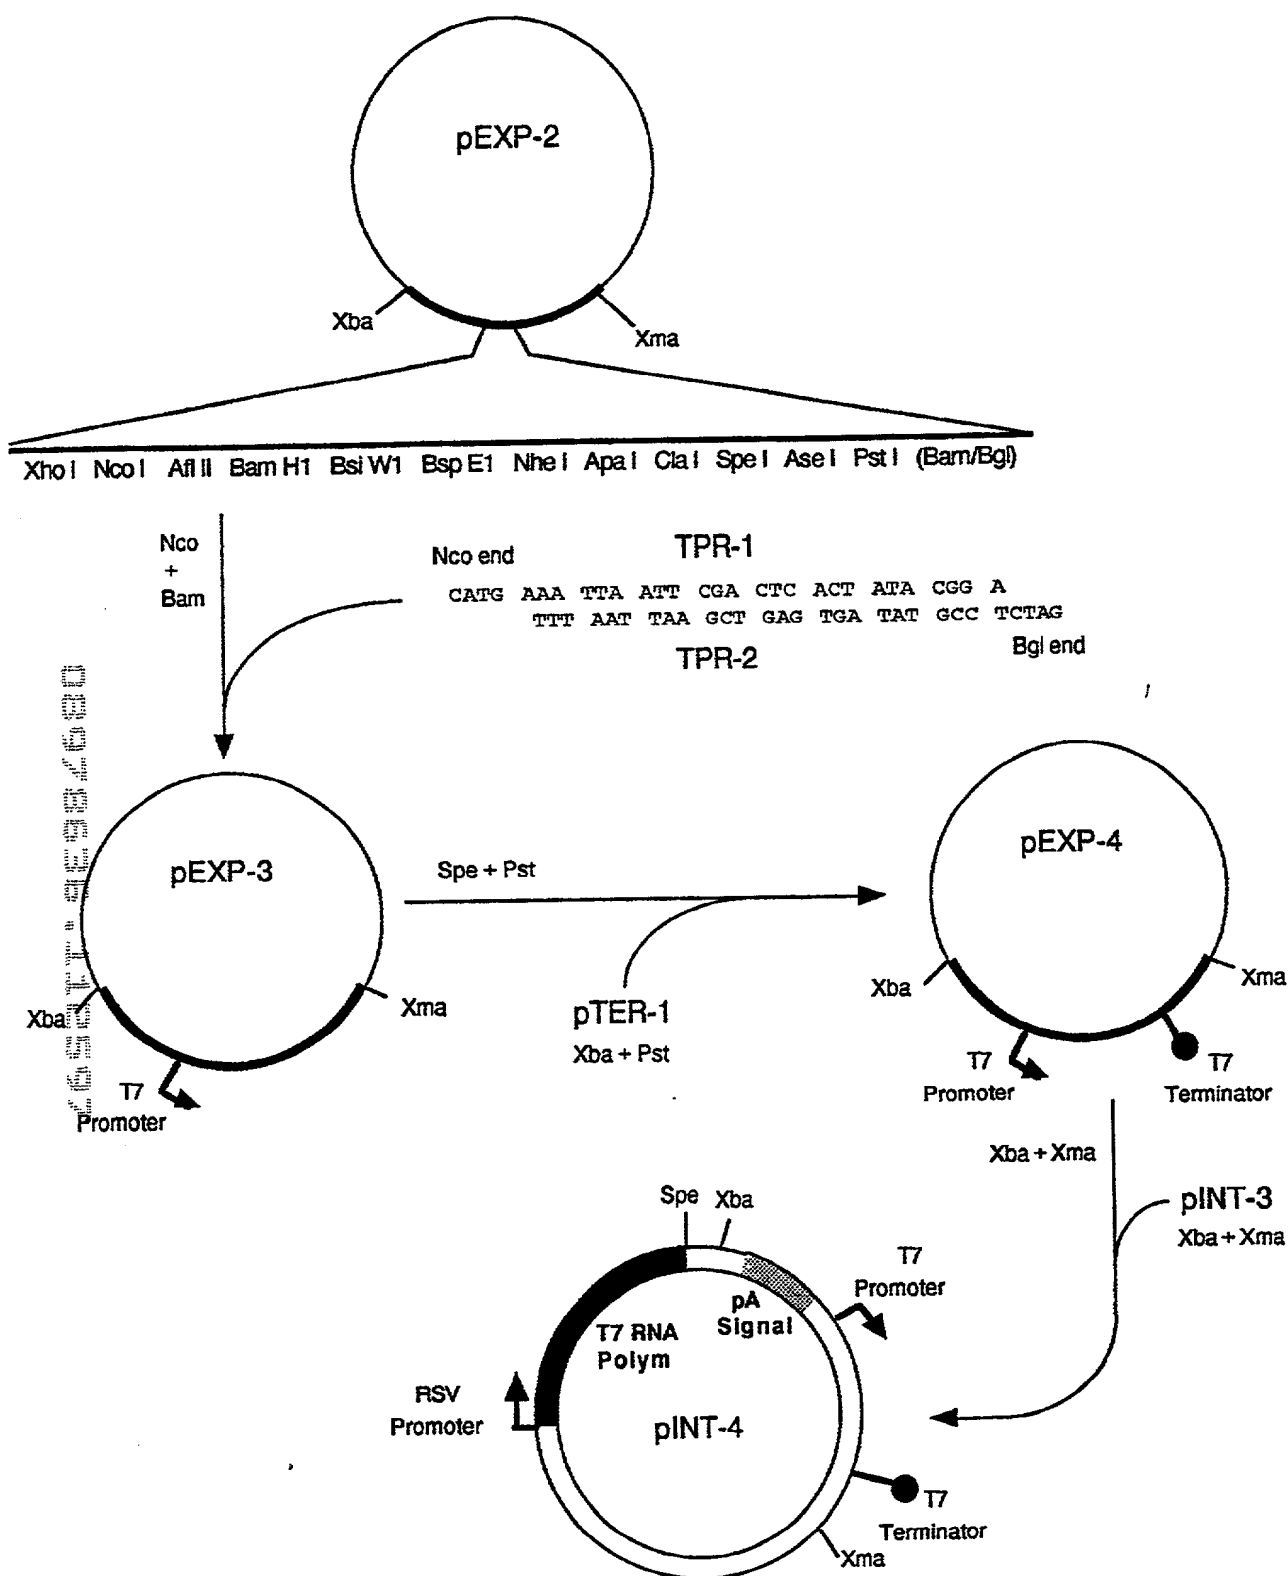 pEXP-2
Xba
Xma
Xho I Nco I Afl II Bam H1 Bsi W1 Bsp E1 Nhe I Apa I Cla I Spe I Ase I Pst I (Bam/Bgl)
Nco
+
Bam
Nco end
TPR-1
CATG AAA TTA ATT CGA CTC ACT ATA CGG A
TTT AAT TAA GCT GAG TGA TAT GCC TCTAG
TPR-2
Bgl end
pEXP-3
Xba
Xma
T7
Promoter
Spe + Pst
pTER-1
Xba + Pst
pEXP-4
Xba
Xma
T7
Promoter
T7
Terminator
Xba + Xma
pINT-3
Xba + Xma
Spe
Xba
T7
Promoter
pA
Signal
T7 RNA
Polym
RSV
Promoter
pINT-4
T7
Terminator
Xma